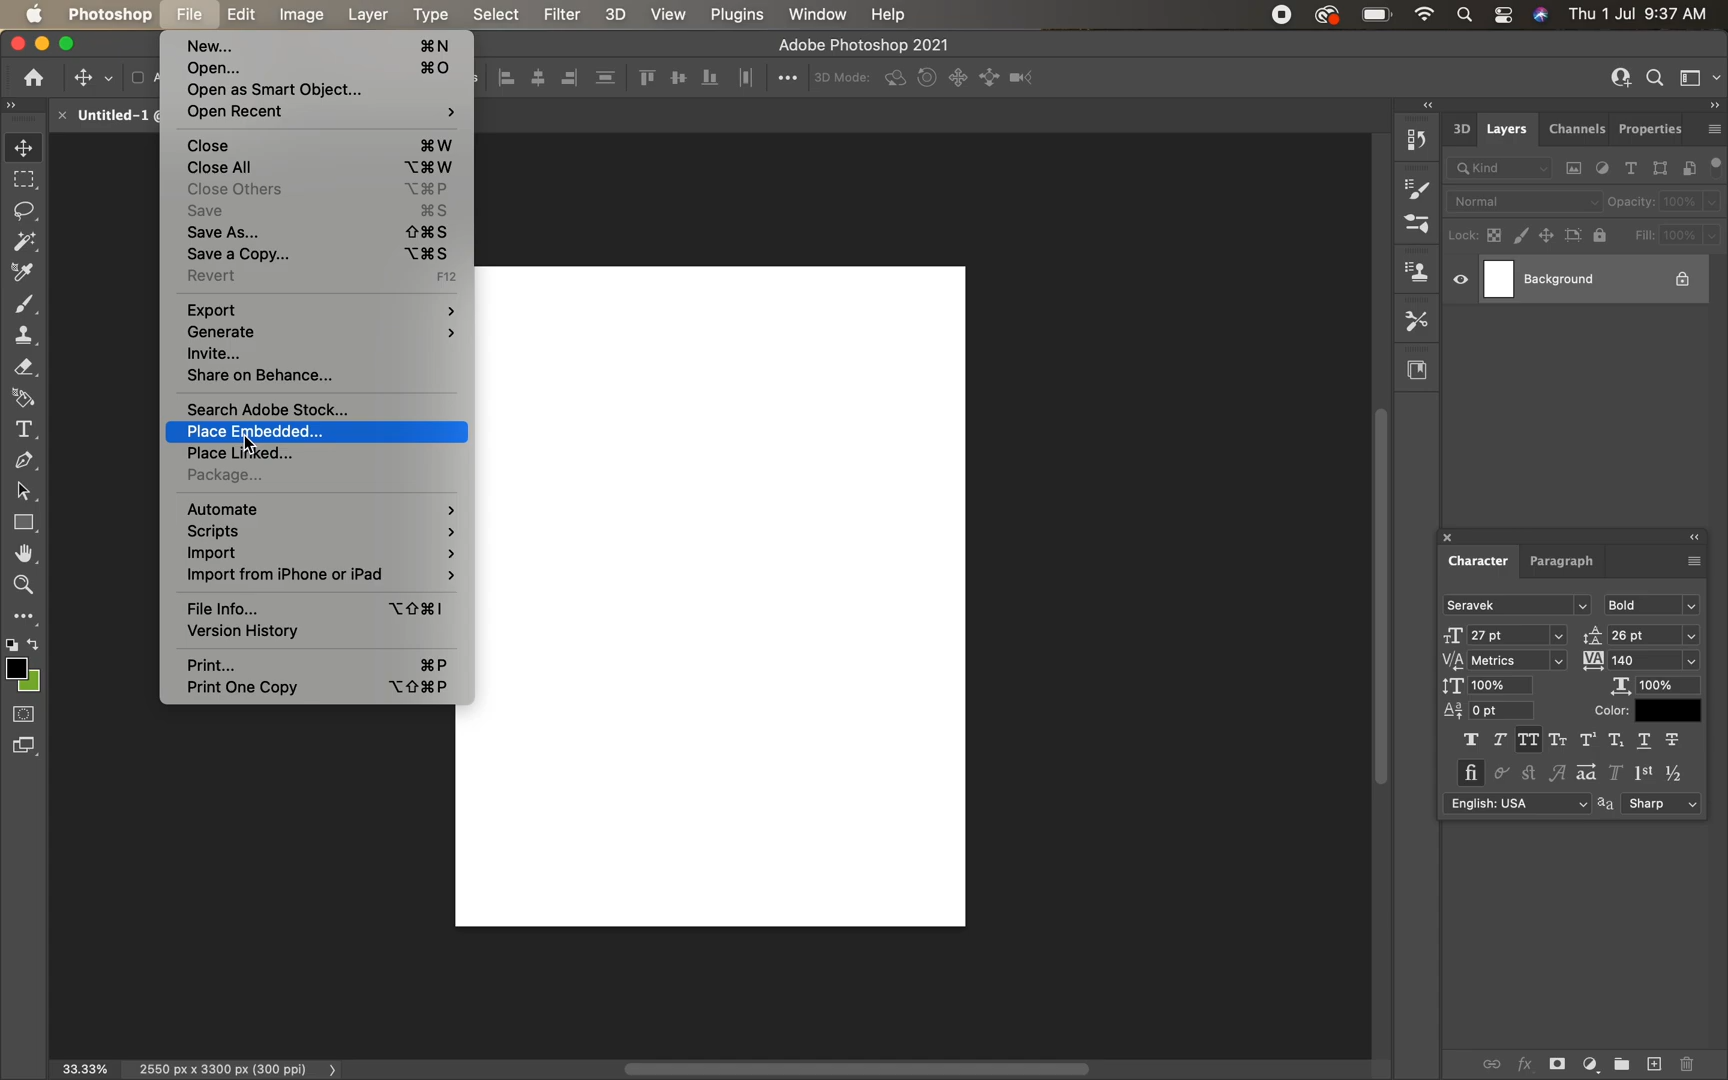 Photoshop File Edit Image Layer Type Select Filter 3D View Plugins Window Help Thu 1 Jul 9:37 AM
Adobe Photoshop 2021
3D Mode:
Untitled-1 @
New... ⌘N
Open... ⌘O
Open as Smart Object...
Open Recent >
Close ⌘W
Close All ⌥⌘W
Close Others ⌥⌘P
Save ⌘S
Save As... ⇧⌘S
Save a Copy... ⌥⌘S
Revert F12
Export >
Generate >
Invite...
Share on Behance...
Search Adobe Stock...
Place Embedded...
Place Linked...
Package...
Automate >
Scripts >
Import >
Import from iPhone or iPad >
File Info... ⌥⇧⌘I
Version History
Print... ⌘P
Print One Copy ⌥⇧⌘P
3D Layers Channels Properties
Kind
Normal Opacity: 100%
Lock: Fill: 100%
Background
Character Paragraph
Seravek Bold
27 pt 26 pt
Metrics 140
100% 100%
0 pt Color:
English: USA aa Sharp
33.33% 2550 px x 3300 px (300 ppi) >